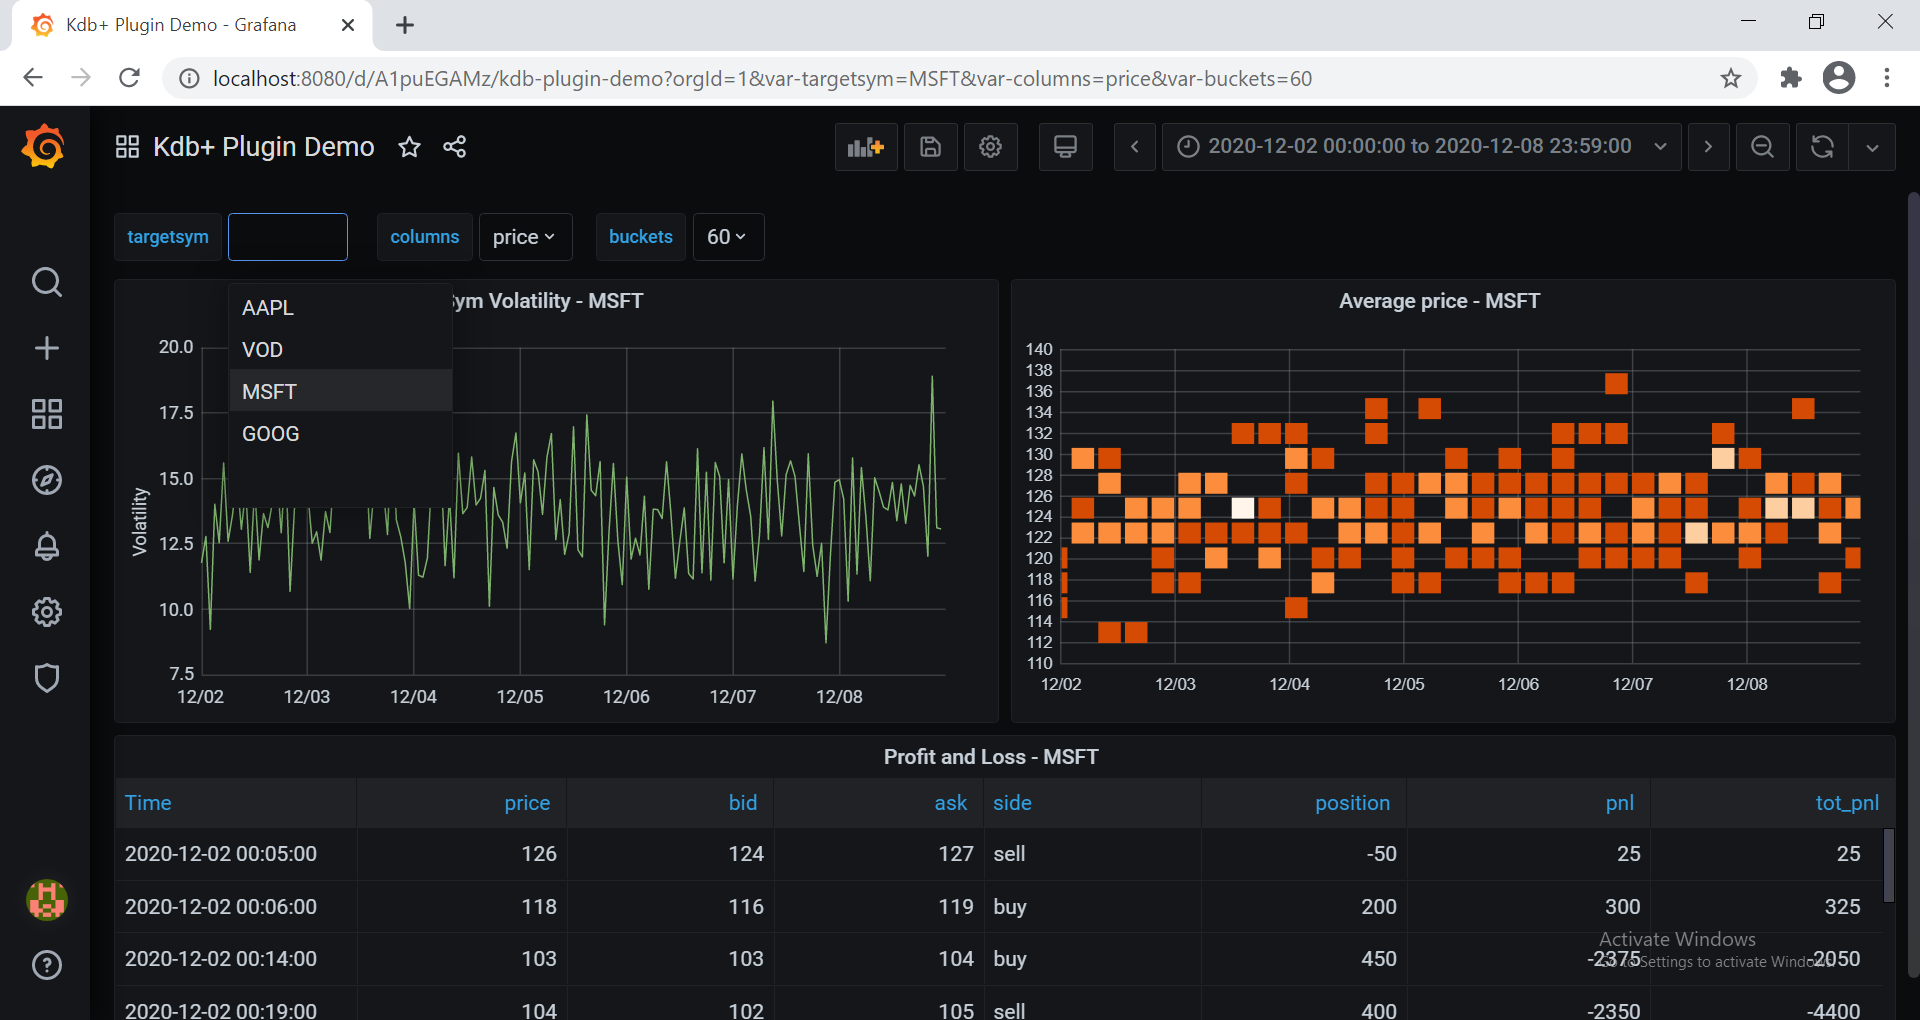 Kdb+ Plugin Demo - Grafana
localhost:8080/d/A1puEGAMz/kdb-plugin-demo?orgId=1&var-targetsym=MSFT&var-columns=price&var-buckets=60
Kdb+ Plugin Demo
2020-12-02 00:00:00 to 2020-12-08 23:59:00
targetsym
columns price
buckets 60
AAPL
VOD
MSFT
GOOG
Sym Volatility - MSFT
Volatility
20.0
17.5
15.0
12.5
10.0
7.5
12/02 12/03 12/04 12/05 12/06 12/07 12/08
Average price - MSFT
140
138
136
134
132
130
128
126
124
122
120
118
116
114
112
110
12/02 12/03 12/04 12/05 12/06 12/07 12/08
Profit and Loss - MSFT
Time price bid ask side position pnl tot_pnl
2020-12-02 00:05:00 126 124 127 sell -50 25 25
2020-12-02 00:06:00 118 116 119 buy 200 300 325
2020-12-02 00:14:00 103 103 104 buy 450 -2375 -2050
2020-12-02 00:19:00 104 102 105 sell 400 -2350 -4400
Activate Windows
Go to Settings to activate Windows.